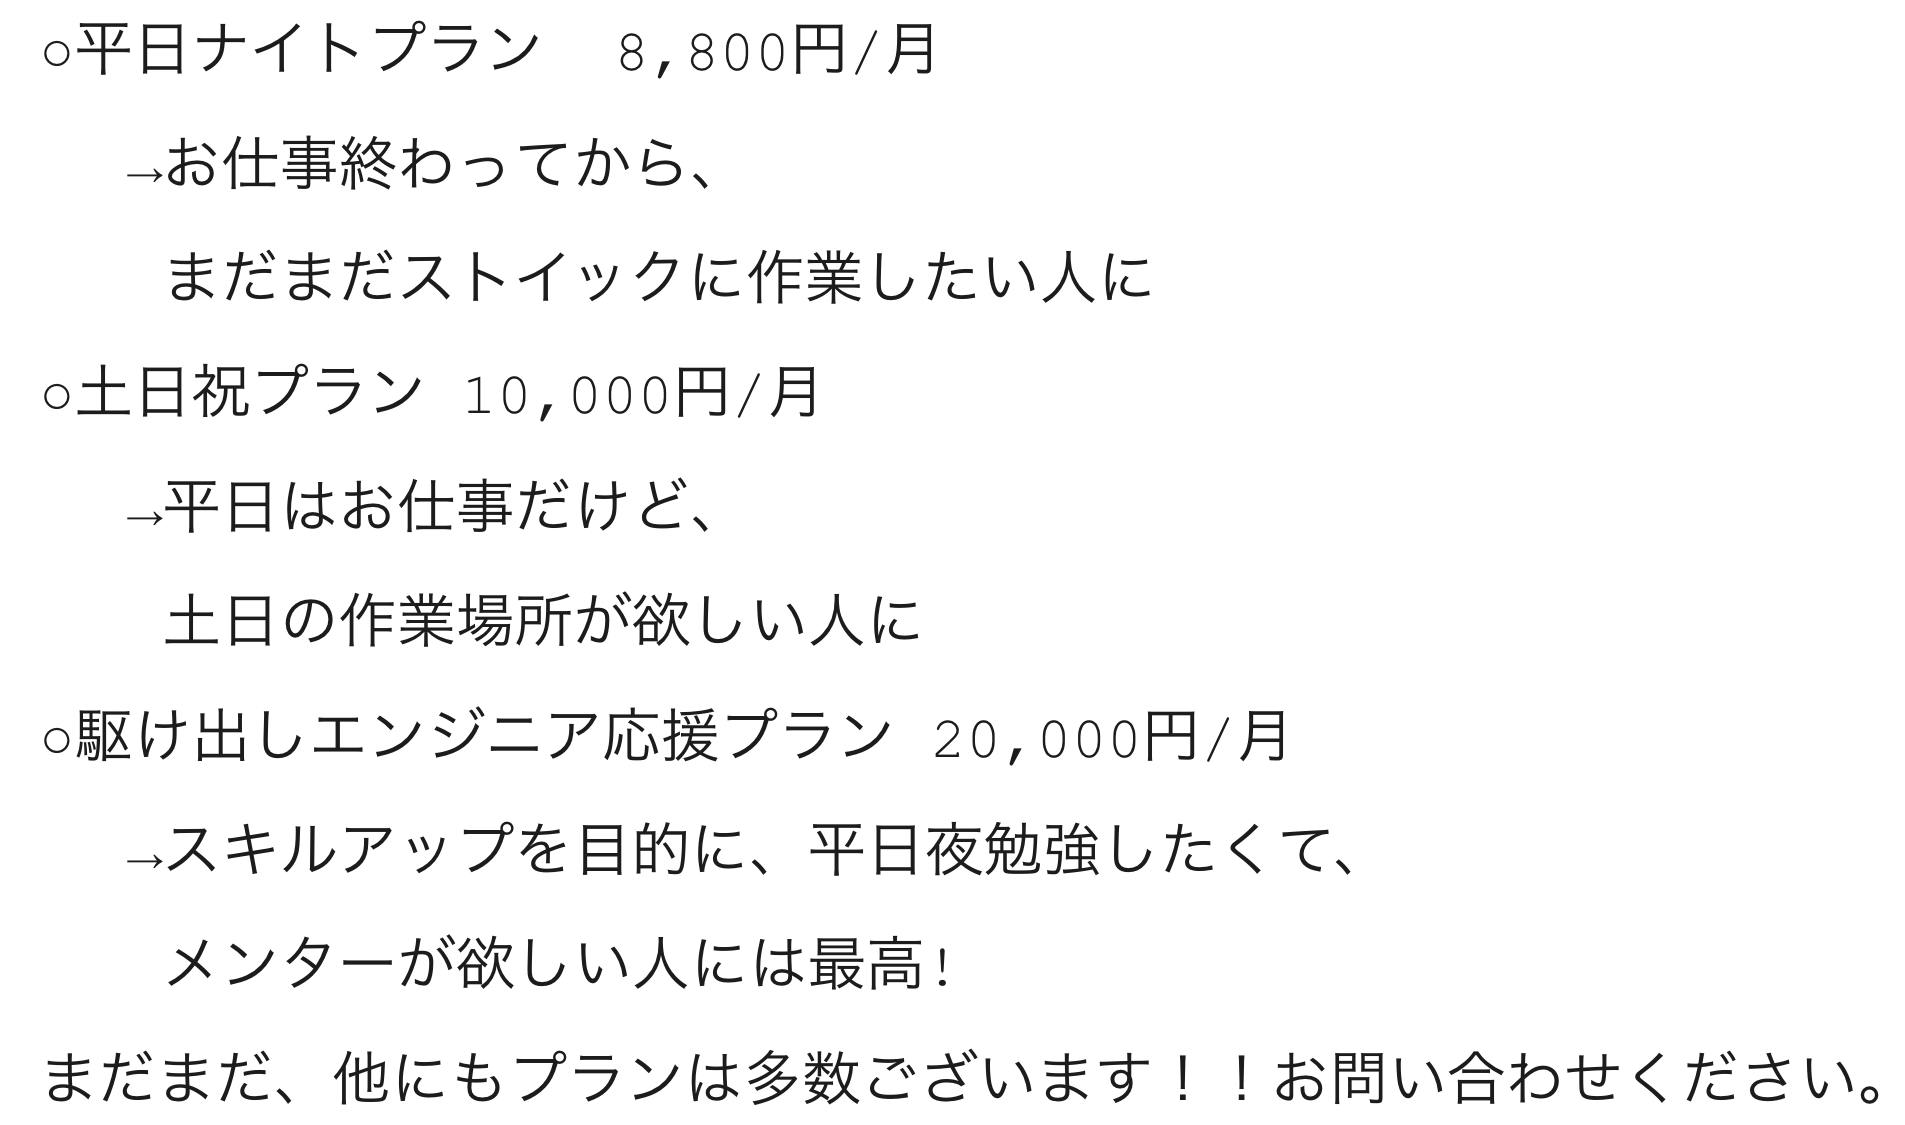 ○平日ナイトプラン　8,800円/月
→お仕事終わってから、
まだまだストイックに作業したい人に
○土日祝プラン 10,000円/月
→平日はお仕事だけど、
土日の作業場所が欲しい人に
○駆け出しエンジニア応援プラン 20,000円/月
→スキルアップを目的に、平日夜勉強したくて、
メンターが欲しい人には最高!
まだまだ、他にもプランは多数ございます！！お問い合わせください。